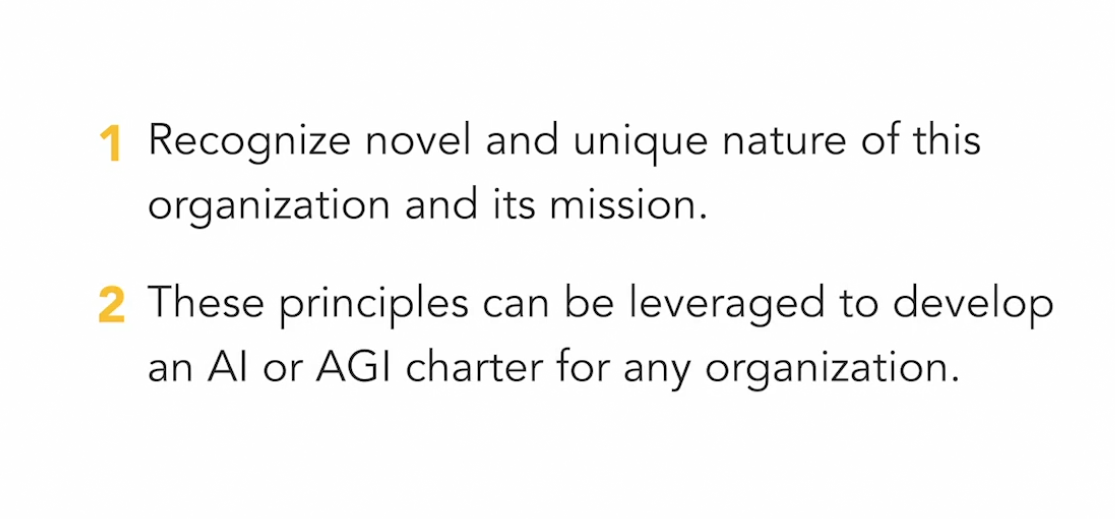 1 Recognize novel and unique nature of this
organization and its mission.
2 These principles can be leveraged to develop
an AI or AGI charter for any organization.